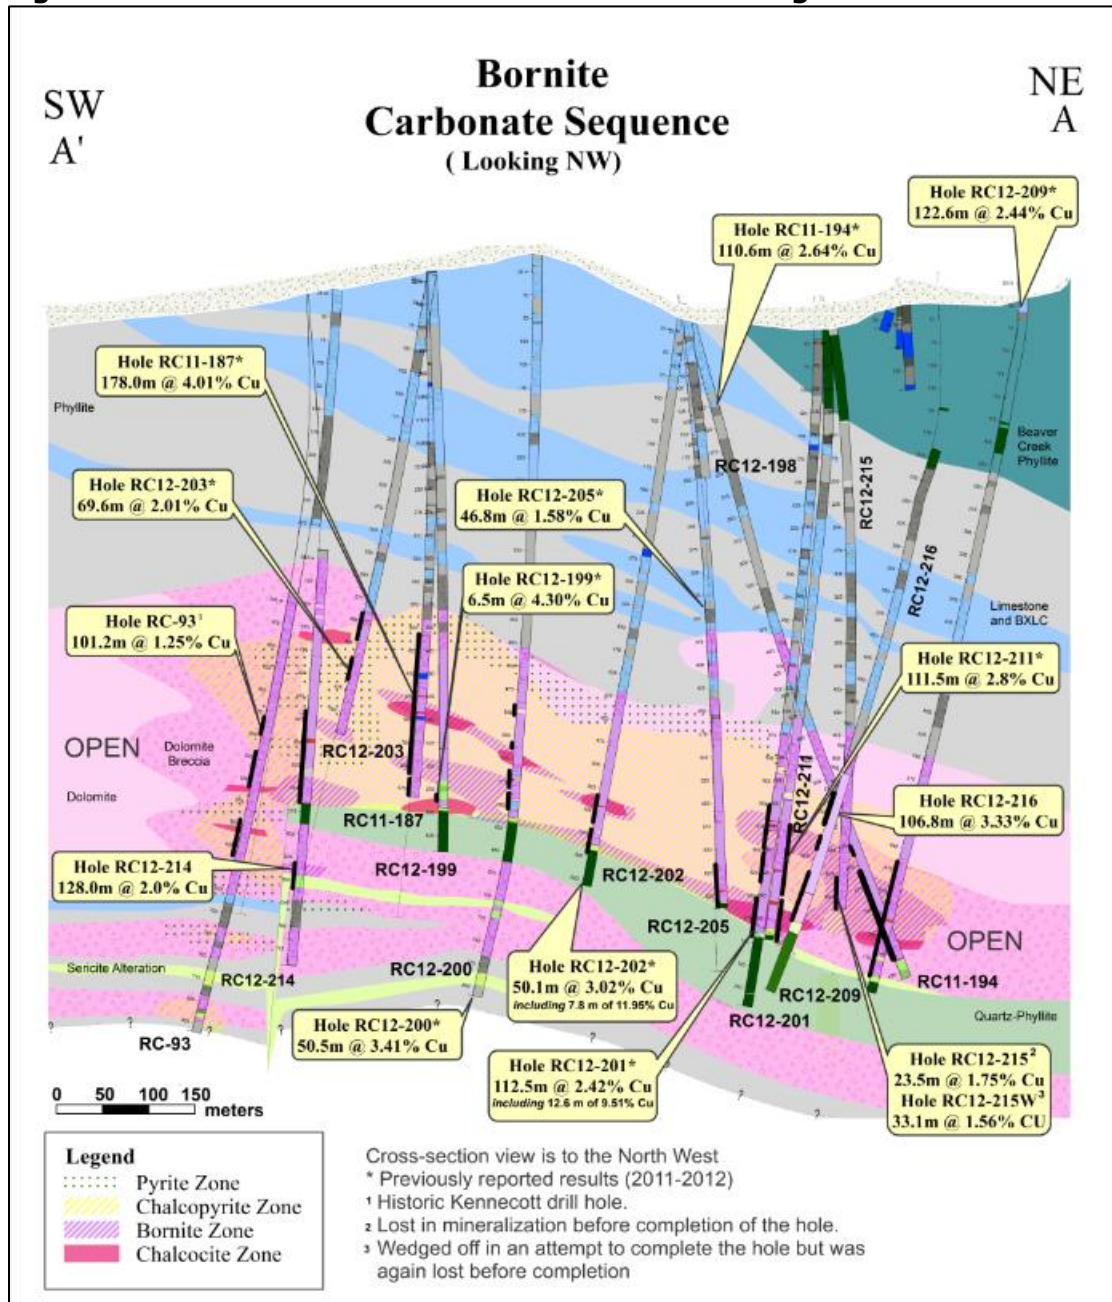 SW
A'
Bornite
Carbonate Sequence
( Looking NW)
NE
A
Hole RC12-209*
122.6m @ 2.44% Cu
Hole RC11-194*
110.6m @ 2.64% Cu
Hole RC11-187*
178.0m @ 4.01% Cu
Phyllite
Beaver
Creek
Phyllite
RC12-198
RC12-215
Hole RC12-203*
69.6m @ 2.01% Cu
Hole RC12-205*
46.8m @ 1.58% Cu
RC12-216
Hole RC12-199*
6.5m @ 4.30% Cu
Limestone
and BXLC
Hole RC-93¹
101.2m @ 1.25% Cu
Hole RC12-211*
111.5m @ 2.8% Cu
OPEN
Dolomite
Breccia
RC12-203
RC12-211
Dolomite
Hole RC12-216
106.8m @ 3.33% Cu
RC11-187
Hole RC12-214
128.0m @ 2.0% Cu
RC12-199
RC12-202
RC12-205
OPEN
Sericite Alteration
RC12-214
RC12-200
Hole RC12-202*
50.1m @ 3.02% Cu
including 7.8 m of 11.95% Cu
RC12-209
RC11-194
RC12-201
Quartz-Phyllite
RC-93
Hole RC12-200*
50.5m @ 3.41% Cu
Hole RC12-201*
112.5m @ 2.42% Cu
including 12.6 m of 9.51% Cu
Hole RC12-215²
23.5m @ 1.75% Cu
Hole RC12-215W³
33.1m @ 1.56% CU
? ? ? ? ? ? ?
0 50 100 150
meters
Legend
Pyrite Zone
Chalcopyrite Zone
Bornite Zone
Chalcocite Zone
Cross-section view is to the North West
* Previously reported results (2011-2012)
¹ Historic Kennecott drill hole.
² Lost in mineralization before completion of the hole.
³ Wedged off in an attempt to complete the hole but was
again lost before completion